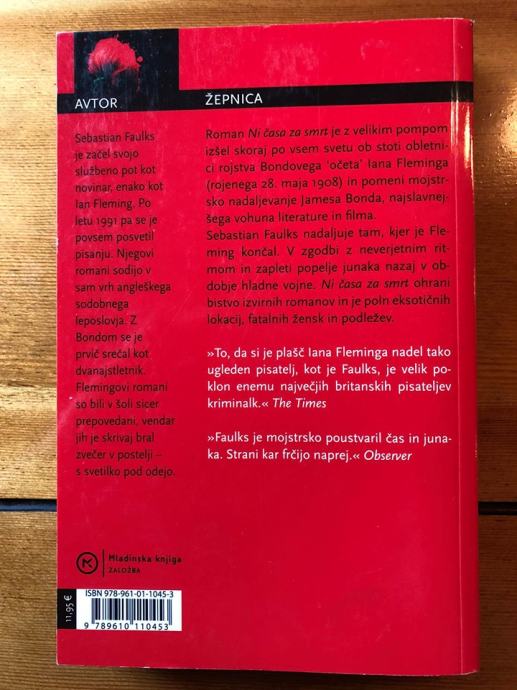 AVTOR
Sebastian Faulks
je začel svojo
službeno pot kot
novinar, enako kot
Ian Fleming. Po
letu 1991 pa se je
povsem posvetil
pisanju. Njegovi
romani sodijo v
sam vrh angleškega
sodobnega
leposlovja. Z
Bondom se je
prvič srečal kot
dvanajstletnik.
Flemingovi romani
so bili v šoli sicer
prepovedani, vendar
jih je skrivaj bral
zvečer v postelji –
s svetilko pod odejo.
ŽEPNICA
Roman Ni časa za smrt je z velikim pompom
izšel skoraj po vsem svetu ob stoti obletni-
ci rojstva Bondovega 'očeta' Iana Fleminga
(rojenega 28. maja 1908) in pomeni mojstr-
sko nadaljevanje Jamesa Bonda, najslavnej-
šega vohuna literature in filma.
Sebastian Faulks nadaljuje tam, kjer je Fle-
ming končal. V zgodbi z neverjetnim rit-
mom in zapleti popelje junaka nazaj v ob-
dobje hladne vojne. Ni časa za smrt ohrani
bistvo izvirnih romanov in je poln eksotičnih
lokacij, fatalnih žensk in podležev.
»To, da si je plašč Iana Fleminga nadel tako
ugleden pisatelj, kot je Faulks, je velik po-
klon enemu največjih britanskih pisateljev
kriminalk.« The Times
»Faulks je mojstrsko poustvaril čas in juna-
ka. Strani kar frčijo naprej.« Observer
Mladinska knjiga
ZALOŽBA
11,95 €
ISBN 978-961-01-1045-3
9 789610 110453